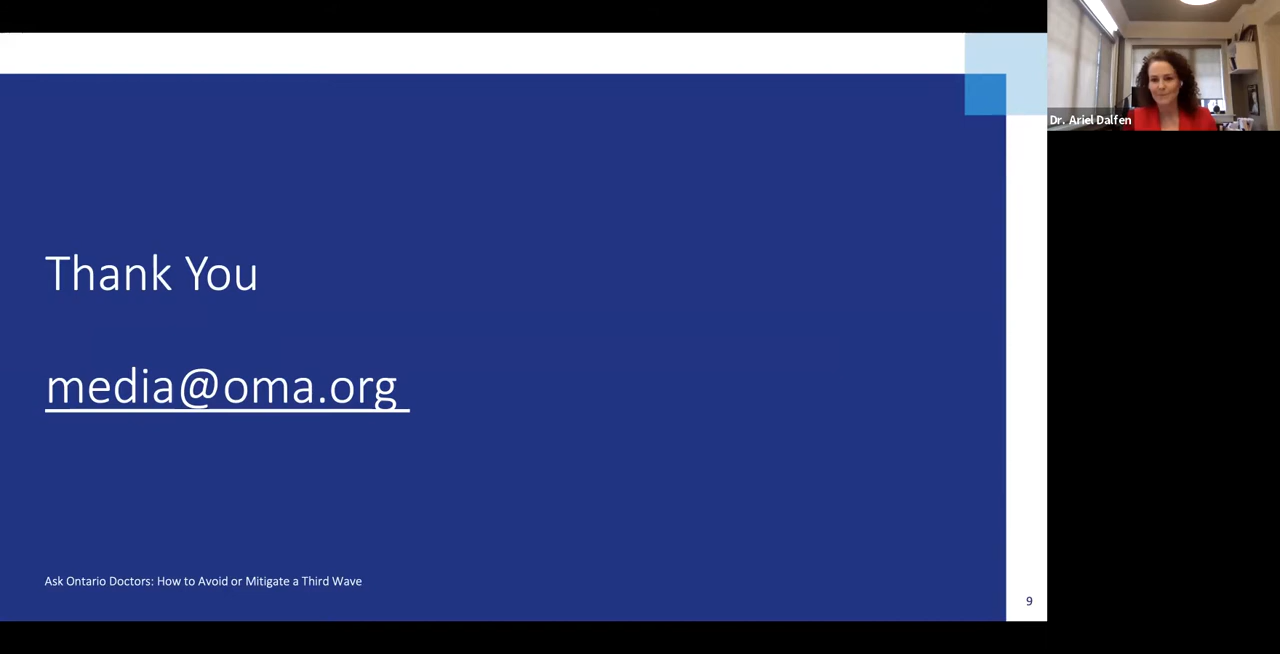 Dr. Ariel Dalfen
Thank You
media@oma.org
Ask Ontario Doctors: How to Avoid or Mitigate a Third Wave
9